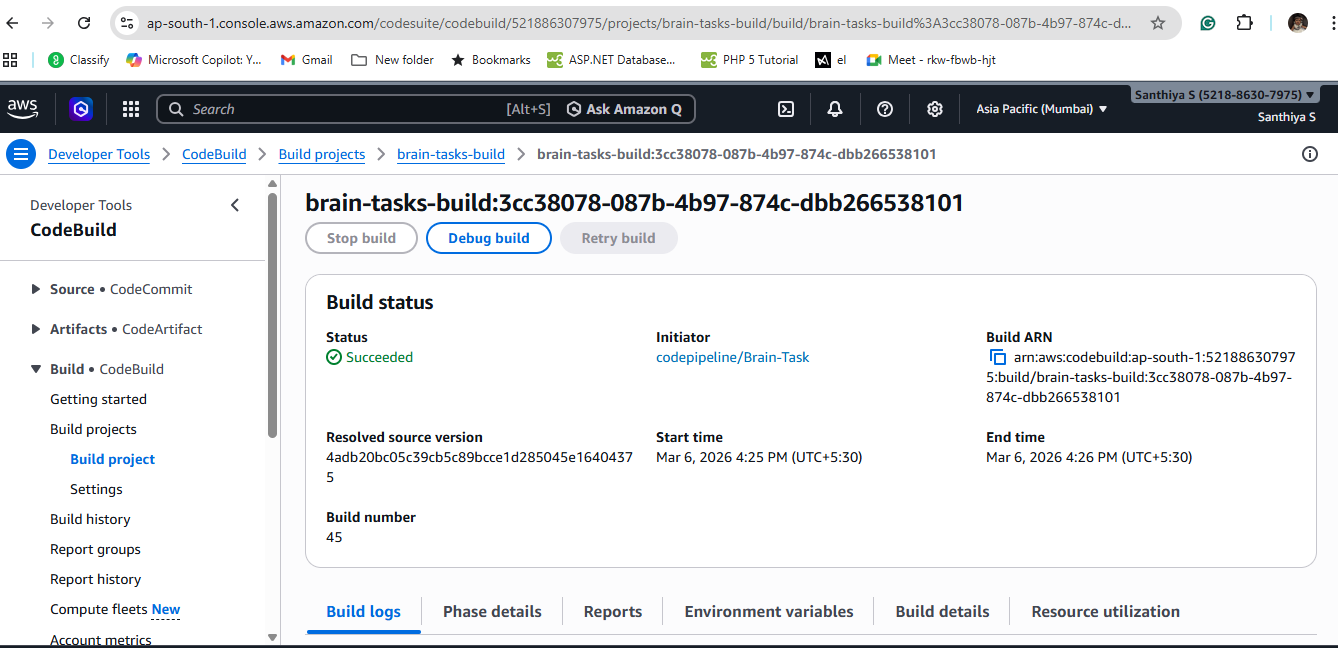 ap-south-1.console.aws.amazon.com/codesuite/codebuild/521886307975/projects/brain-tasks-build/build/brain-tasks-build%3A3cc38078-087b-4b97-874c-d...
Classify
Microsoft Copilot: Y...
Gmail
New folder
Bookmarks
ASP.NET Database...
PHP 5 Tutorial
el
Meet - rkw-fbwb-hjt
aws
Search
[Alt+S]
Ask Amazon Q
Asia Pacific (Mumbai)
Santhiya S (5218-8630-7975)
Santhiya S
Developer Tools
CodeBuild
Build projects
brain-tasks-build
brain-tasks-build:3cc38078-087b-4b97-874c-dbb266538101
Developer Tools
CodeBuild
Source • CodeCommit
Artifacts • CodeArtifact
Build • CodeBuild
Getting started
Build projects
Build project
Settings
Build history
Report groups
Report history
Compute fleets New
Account metrics
brain-tasks-build:3cc38078-087b-4b97-874c-dbb266538101
Stop build
Debug build
Retry build
Build status
Status
Succeeded
Initiator
codepipeline/Brain-Task
Build ARN
arn:aws:codebuild:ap-south-1:52188630797
5:build/brain-tasks-build:3cc38078-087b-4b97-
874c-dbb266538101
Resolved source version
4adb20bc05c39cb5c89bcce1d285045e1640437
5
Start time
Mar 6, 2026 4:25 PM (UTC+5:30)
End time
Mar 6, 2026 4:26 PM (UTC+5:30)
Build number
45
Build logs
Phase details
Reports
Environment variables
Build details
Resource utilization